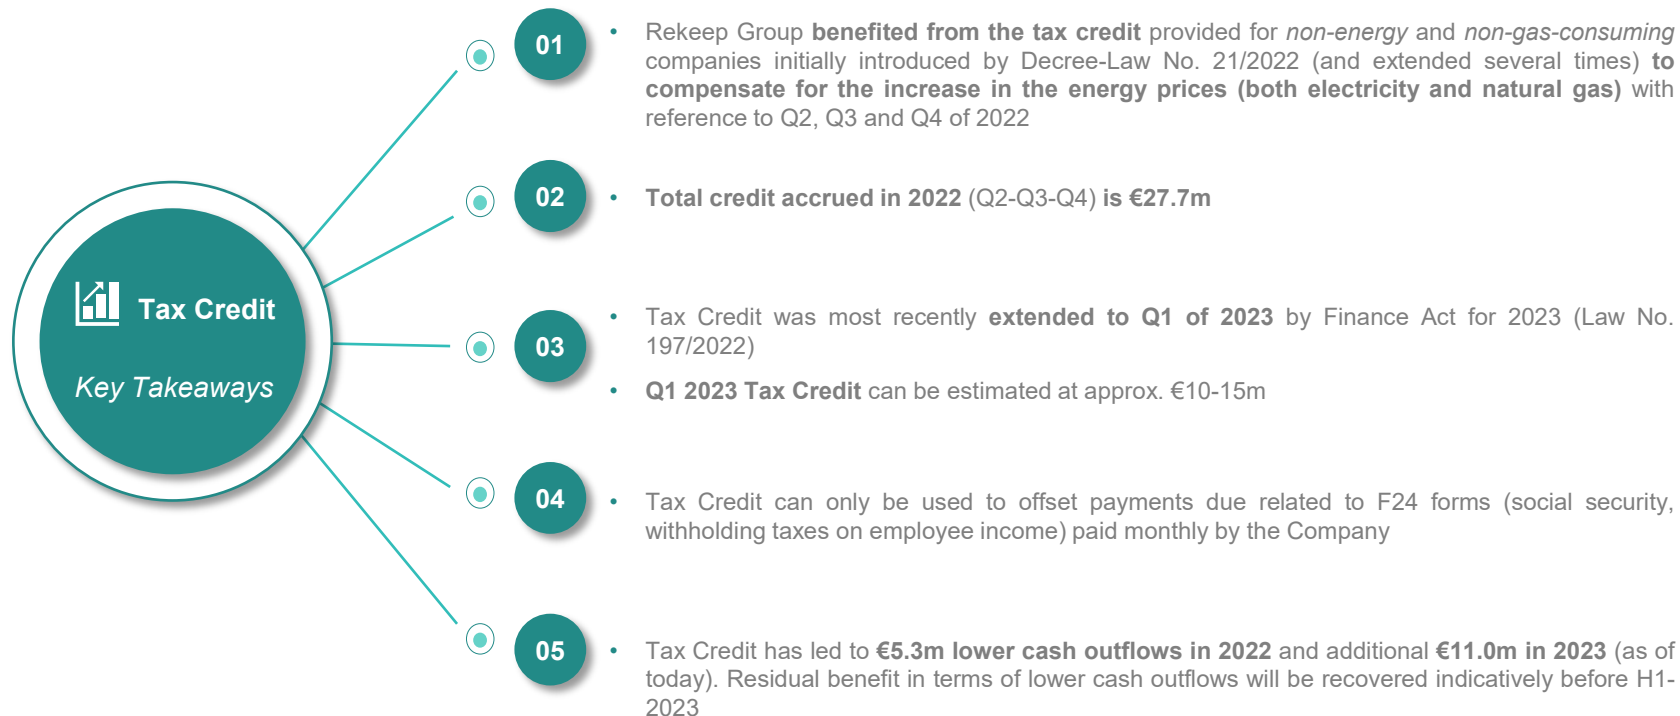 Tax Credit
Key Takeaways
01
• Rekeep Group benefited from the tax credit provided for non-energy and non-gas-consuming
companies initially introduced by Decree-Law No. 21/2022 (and extended several times) to
compensate for the increase in the energy prices (both electricity and natural gas) with
reference to Q2, Q3 and Q4 of 2022
02
• Total credit accrued in 2022 (Q2-Q3-Q4) is €27.7m
03
• Tax Credit was most recently extended to Q1 of 2023 by Finance Act for 2023 (Law No.
197/2022)
• Q1 2023 Tax Credit can be estimated at approx. €10-15m
04
• Tax Credit can only be used to offset payments due related to F24 forms (social security,
withholding taxes on employee income) paid monthly by the Company
05
• Tax Credit has led to €5.3m lower cash outflows in 2022 and additional €11.0m in 2023 (as of
today). Residual benefit in terms of lower cash outflows will be recovered indicatively before H1-
2023